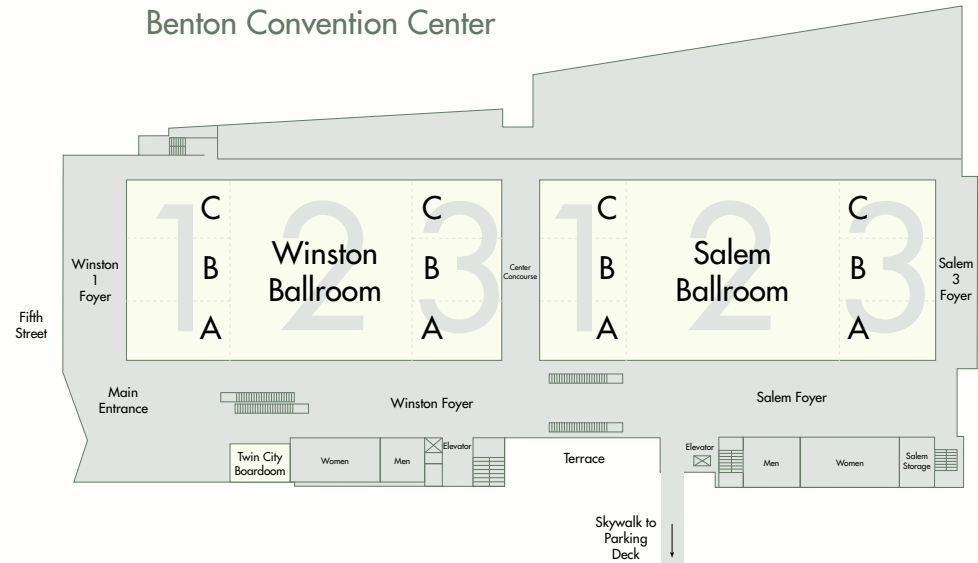 Benton Convention Center
1
C
2
C
3
1
C
2
C
3
Winston
1
Foyer
B
Winston
Ballroom
B
Center
Concourse
B
Salem
Ballroom
B
Salem
3
Foyer
A
A
A
A
Fifth
Street
Main
Entrance
Winston Foyer
Salem Foyer
Twin City
Boardoom
Women
Men
Elevator
Terrace
Elevator
Men
Women
Salem
Storage
Skywalk to
Parking
Deck